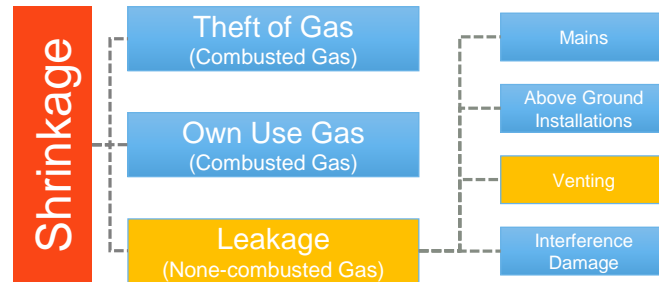 Shrinkage
Theft of Gas
(Combusted Gas)
Own Use Gas
(Combusted Gas)
Leakage
(None-combusted Gas)
Mains
Above Ground
Installations
Venting
Interference
Damage